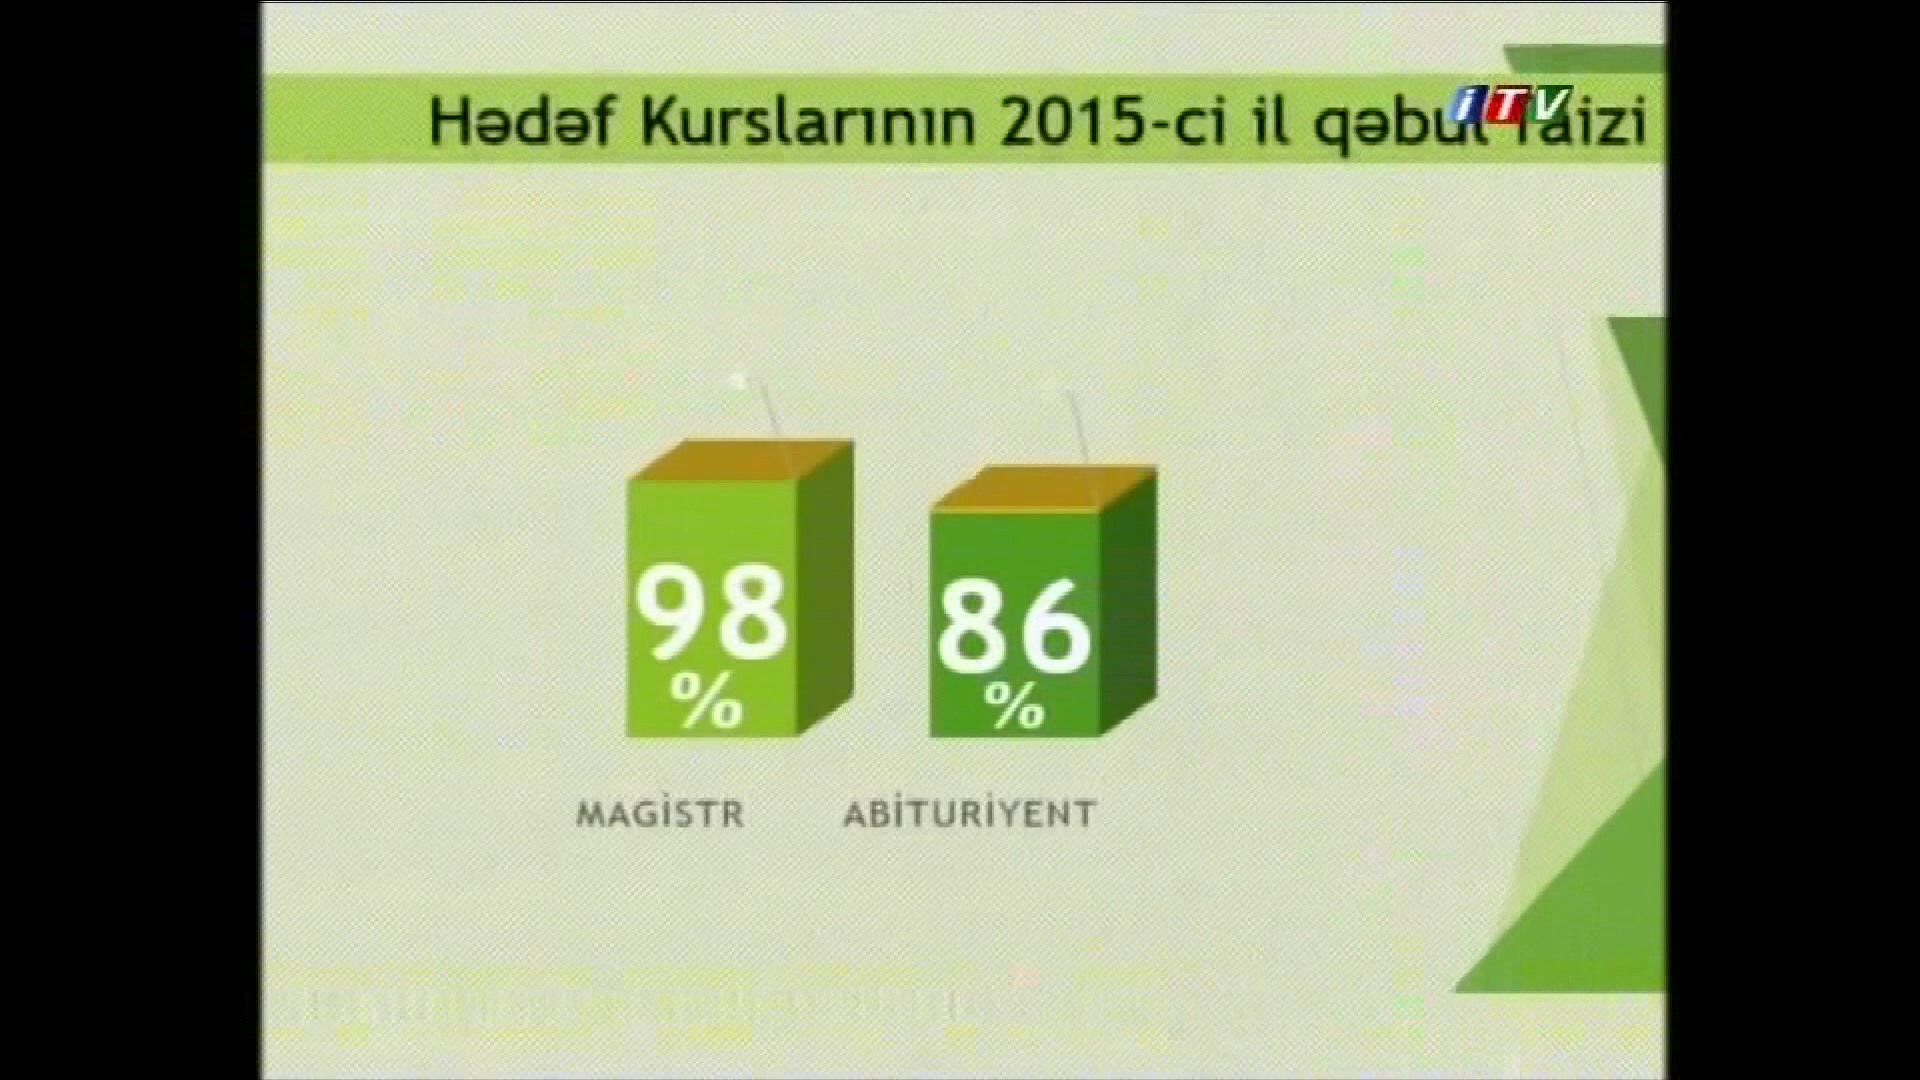 Hədəf Kurslarının 2015-ci il qəbul faizi
iTV
98
%
86
%
MAGİSTR
ABİTURİYENT